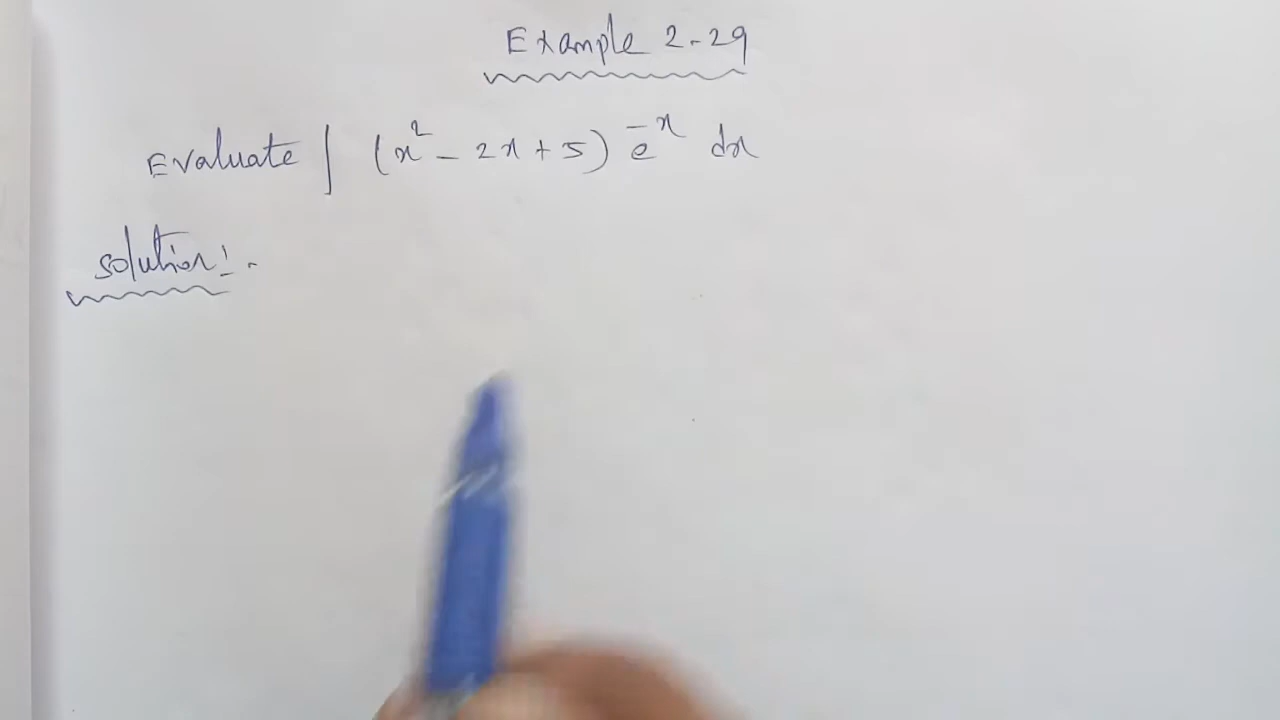 Example 2.29
Evaluate ∫ (x² - 2x + 5) e⁻ˣ dx
Solution:-